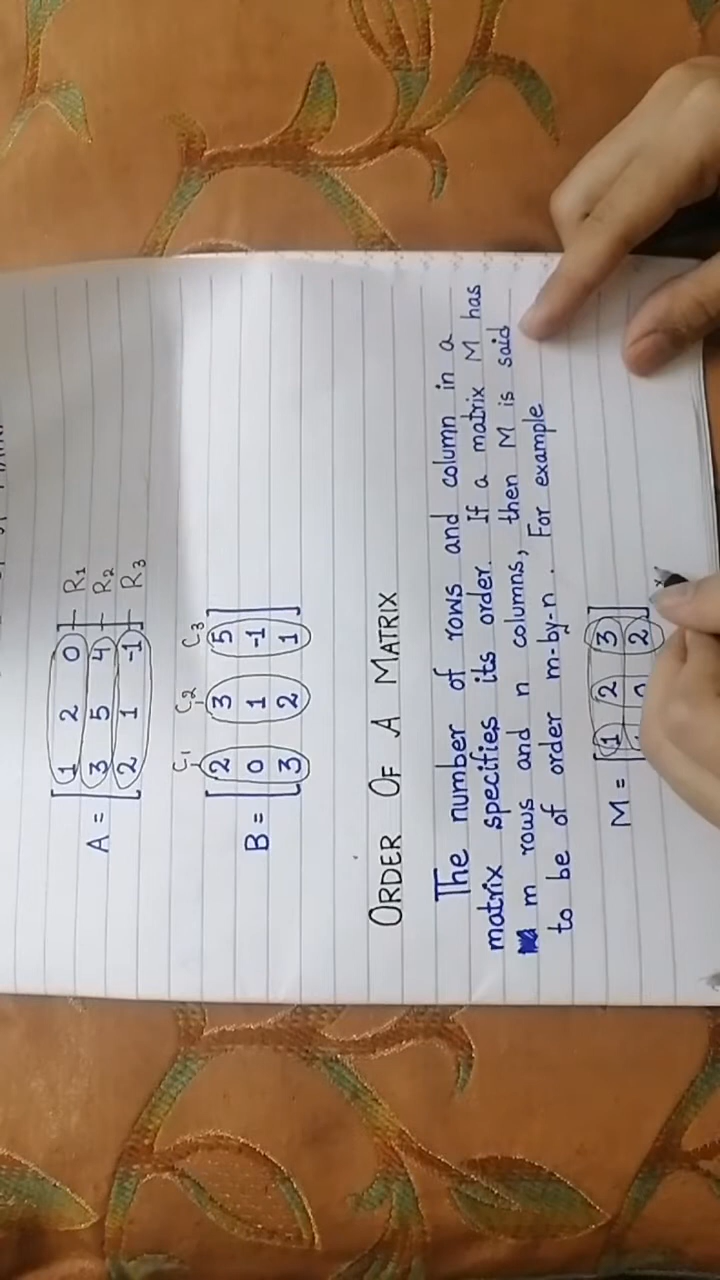 1 2 0 R1
A = 3 5 4 R2
2 1 -1 R3
C1 C2 C3
2 3 5
B = 0 1 -1
3 2 1
ORDER OF A MATRIX
The number of rows and column in a
matrix specifies its order. If a matrix M has
m rows and n columns, then M is said
to be of order m-by-n. For example
M = 1 2 3
2